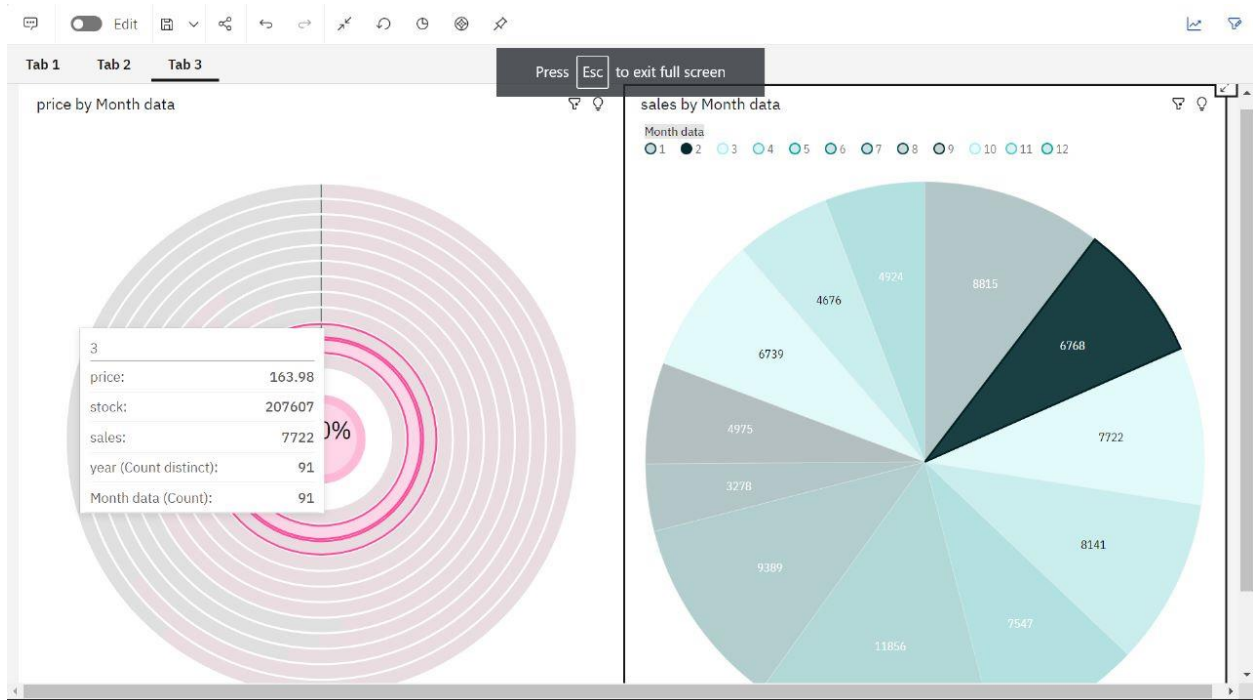 Edit
Tab 1 Tab 2 Tab 3
Press Esc to exit full screen
price by Month data
3
price: 163.98
stock: 207607
sales: 7722
year (Count distinct): 91
Month data (Count): 91
0%
sales by Month data
Month data
1 2 3 4 5 6 7 8 9 10 11 12
4924
8815
4676
6768
6739
4975
7722
3278
8141
9389
7547
11856